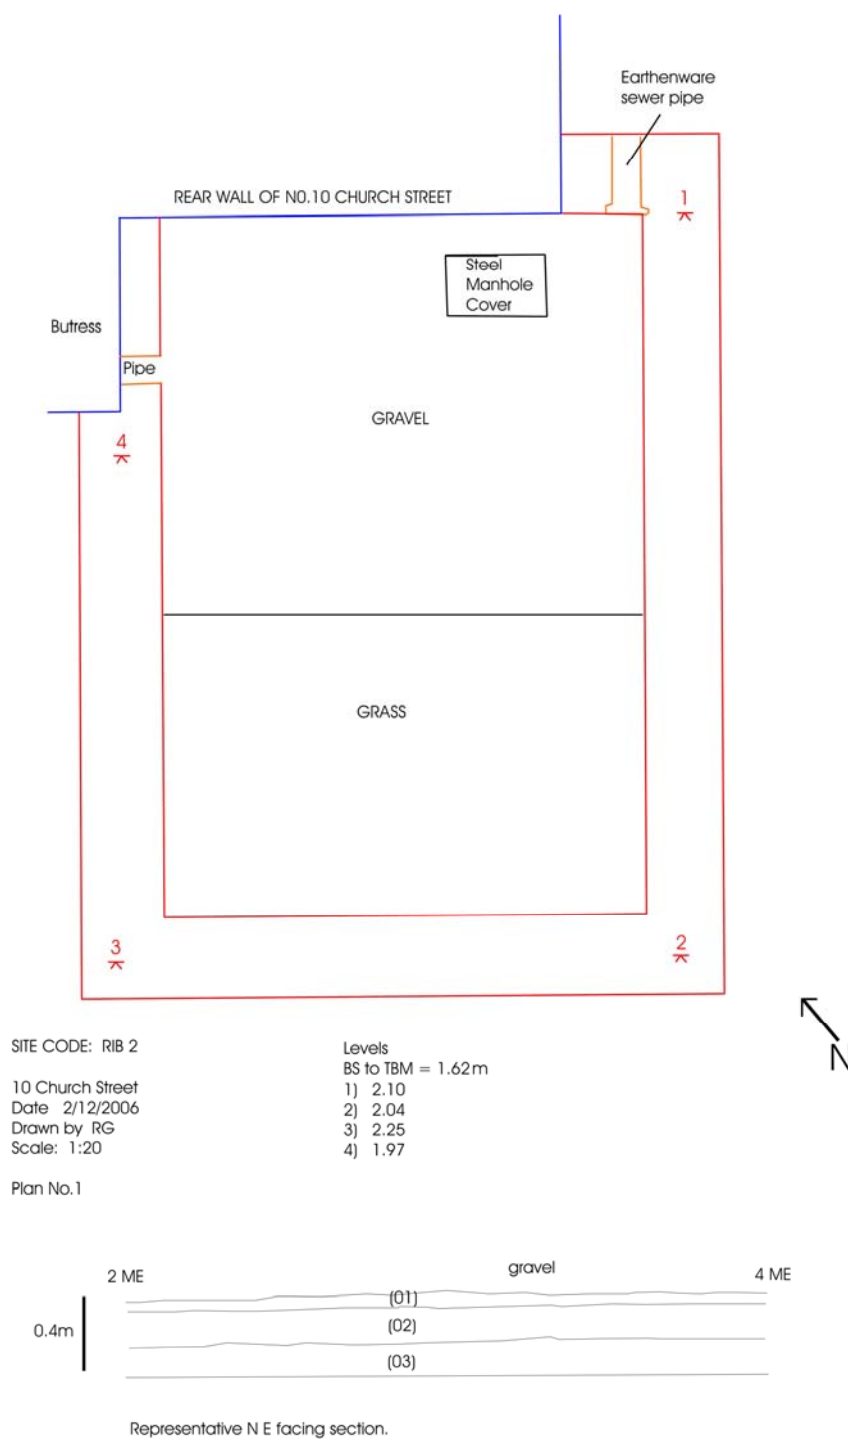 Earthenware
sewer pipe
1
REAR WALL OF N0.10 CHURCH STREET
Steel
Manhole
Cover
Butress
Pipe
GRAVEL
4
GRASS
3
2
N
SITE CODE: RIB 2
10 Church Street
Date 2/12/2006
Drawn by RG
Scale: 1:20
Plan No.1
Levels
BS to TBM = 1.62m
1) 2.10
2) 2.04
3) 2.25
4) 1.97
2 ME
gravel
4 ME
0.4m
(01)
(02)
(03)
Representative N E facing section.